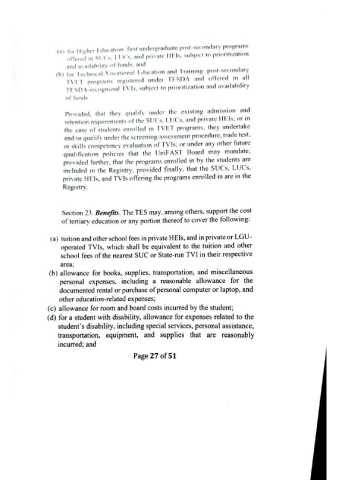 (a) for Higher Education: first undergraduate post-secondary programs
offered in SUCs, LUCs, and private HEIs, subject to prioritization
and availability of funds; and
(b) for Technical-Vocational Education and Training: post-secondary
TVET programs registered under TESDA and offered in all
TESDA-recognized TVIs, subject to prioritization and availability
of funds.
Provided, that they qualify under the existing admission and
retention requirements of the SUCs, LUCs, and private HEIs; or in
the case of students enrolled in TVET programs, they undertake
and/or qualify under the screening/assessment procedure, trade test,
or skills competency evaluation of TVIs; or under any other future
qualification policies that the UniFAST Board may mandate;
provided further, that the programs enrolled in by the students are
included in the Registry; provided finally, that the SUCs, LUCs,
private HEIs, and TVIs offering the programs enrolled in are in the
Registry.
Section 23. Benefits. The TES may, among others, support the cost
of tertiary education or any portion thereof to cover the following:
(a) tuition and other school fees in private HEIs, and in private or LGU-
operated TVIs, which shall be equivalent to the tuition and other
school fees of the nearest SUC or State-run TVI in their respective
area;
(b) allowance for books, supplies, transportation, and miscellaneous
personal expenses, including a reasonable allowance for the
documented rental or purchase of personal computer or laptop, and
other education-related expenses;
(c) allowance for room and board costs incurred by the student;
(d) for a student with disability, allowance for expenses related to the
student's disability, including special services, personal assistance,
transportation, equipment, and supplies that are reasonably
incurred; and
Page 27 of 51